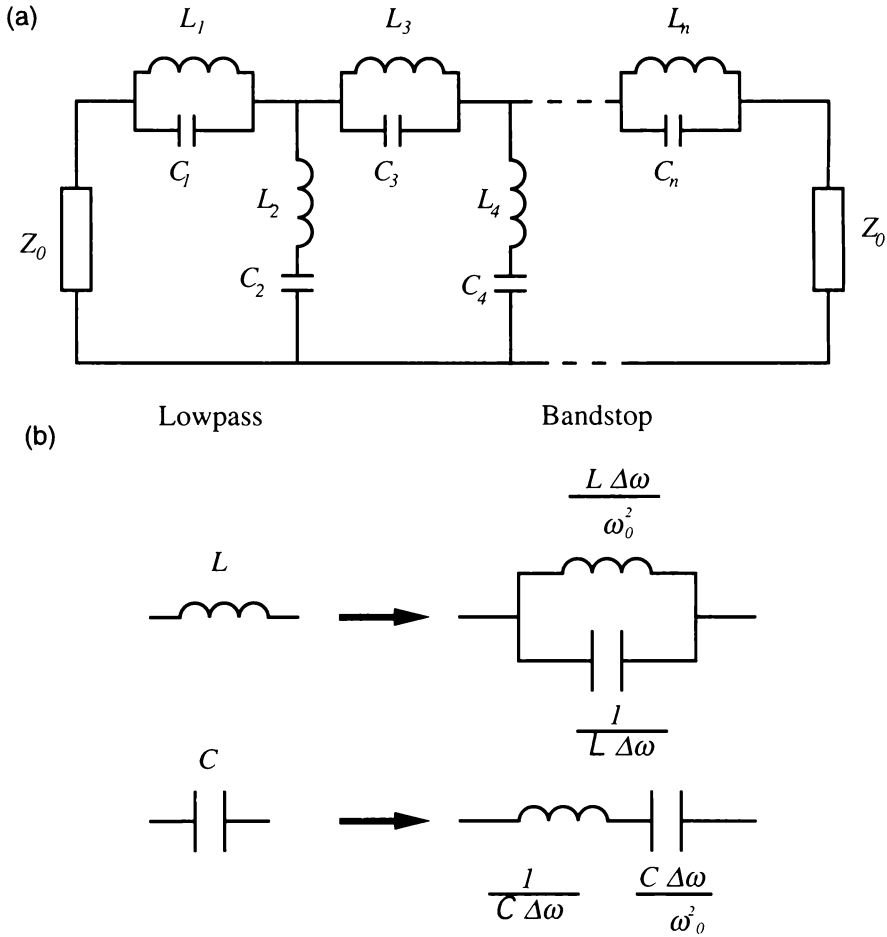 (a)
L₁ L₃ Lₙ
C₁ C₃ Cₙ
L₂ L₄
Z₀ Z₀
C₂ C₄
Lowpass Bandstop
(b)
L Δω
ω₀²
L
1
L Δω
C
1 C Δω
C Δω ω²₀